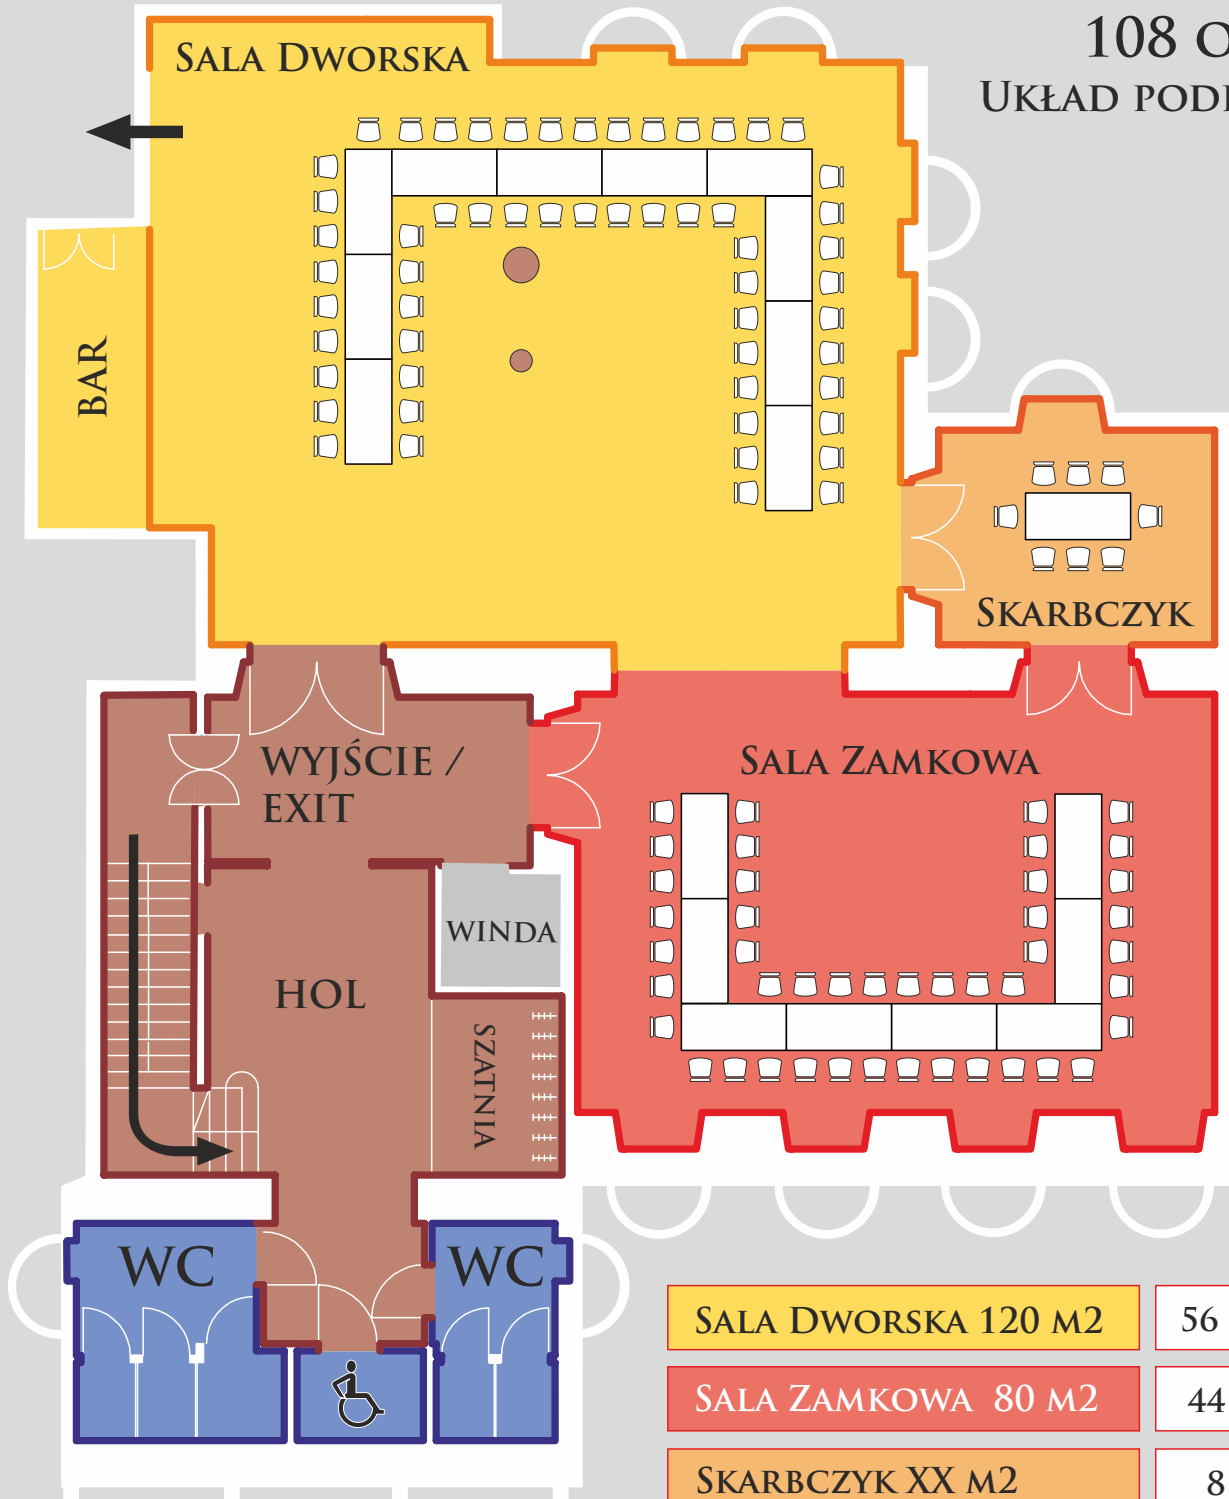 108 O
UKŁAD POD
SALA DWORSKA
BAR
SKARBCZYK
WYJŚCIE /
EXIT
SALA ZAMKOWA
WINDA
HOL
SZATNIA
WC
WC
SALA DWORSKA 120 M2 56
SALA ZAMKOWA 80 M2 44
SKARBCZYK XX M2 8